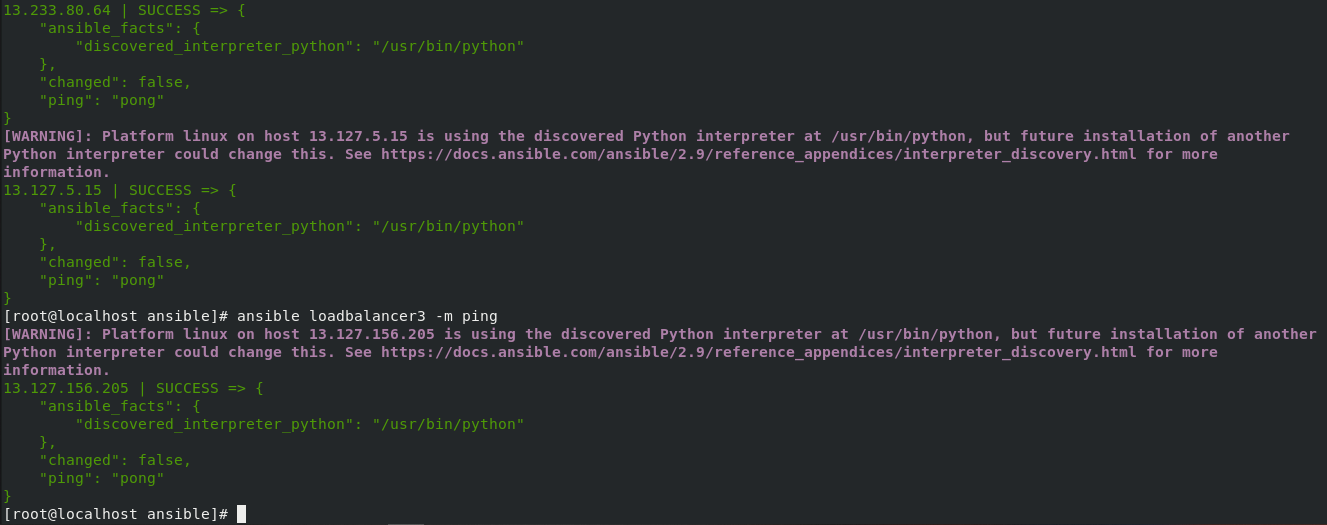 13.233.80.64 | SUCCESS => {
    "ansible_facts": {
        "discovered_interpreter_python": "/usr/bin/python"
    },
    "changed": false,
    "ping": "pong"
}
[WARNING]: Platform linux on host 13.127.5.15 is using the discovered Python interpreter at /usr/bin/python, but future installation of another
Python interpreter could change this. See https://docs.ansible.com/ansible/2.9/reference_appendices/interpreter_discovery.html for more
information.
13.127.5.15 | SUCCESS => {
    "ansible_facts": {
        "discovered_interpreter_python": "/usr/bin/python"
    },
    "changed": false,
    "ping": "pong"
}
[root@localhost ansible]# ansible loadbalancer3 -m ping
[WARNING]: Platform linux on host 13.127.156.205 is using the discovered Python interpreter at /usr/bin/python, but future installation of another
Python interpreter could change this. See https://docs.ansible.com/ansible/2.9/reference_appendices/interpreter_discovery.html for more
information.
13.127.156.205 | SUCCESS => {
    "ansible_facts": {
        "discovered_interpreter_python": "/usr/bin/python"
    },
    "changed": false,
    "ping": "pong"
}
[root@localhost ansible]#